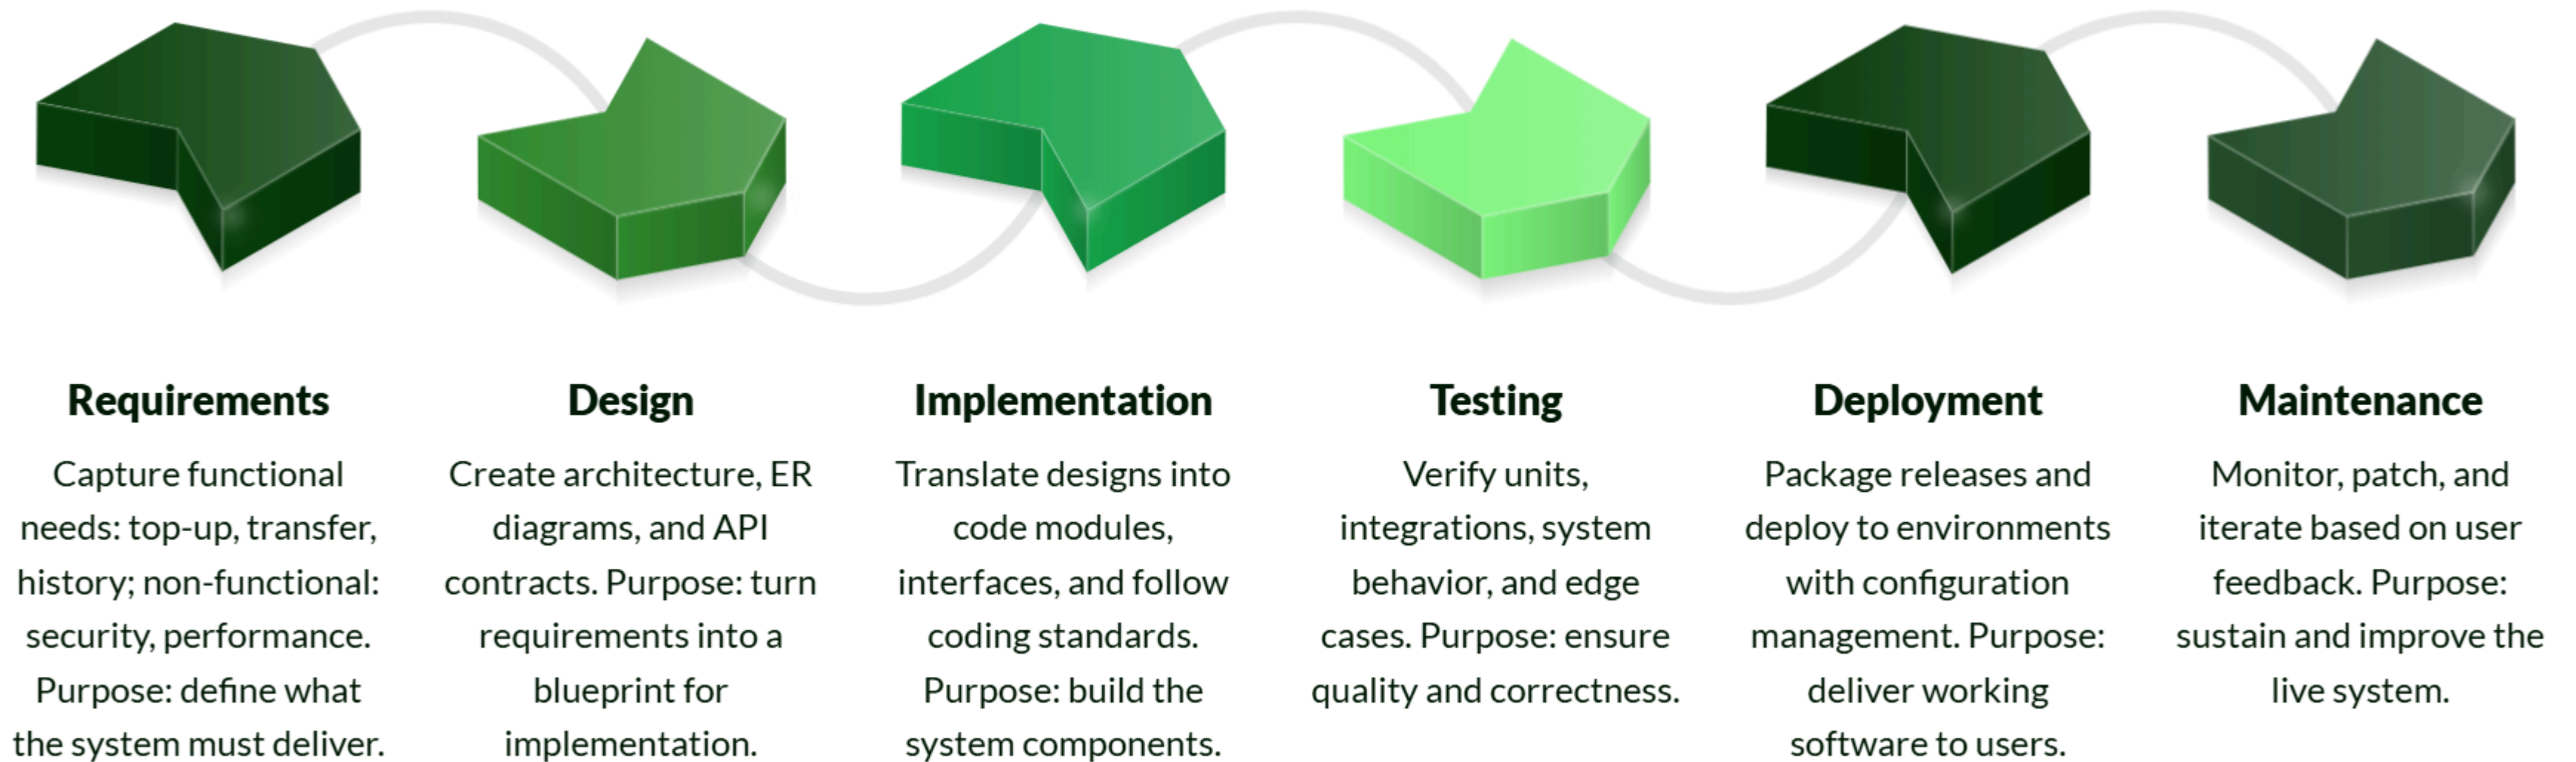 Requirements
Capture functional
needs: top-up, transfer,
history; non-functional:
security, performance.
Purpose: define what
the system must deliver.
Design
Create architecture, ER
diagrams, and API
contracts. Purpose: turn
requirements into a
blueprint for
implementation.
Implementation
Translate designs into
code modules,
interfaces, and follow
coding standards.
Purpose: build the
system components.
Testing
Verify units,
integrations, system
behavior, and edge
cases. Purpose: ensure
quality and correctness.
Deployment
Package releases and
deploy to environments
with configuration
management. Purpose:
deliver working
software to users.
Maintenance
Monitor, patch, and
iterate based on user
feedback. Purpose:
sustain and improve the
live system.